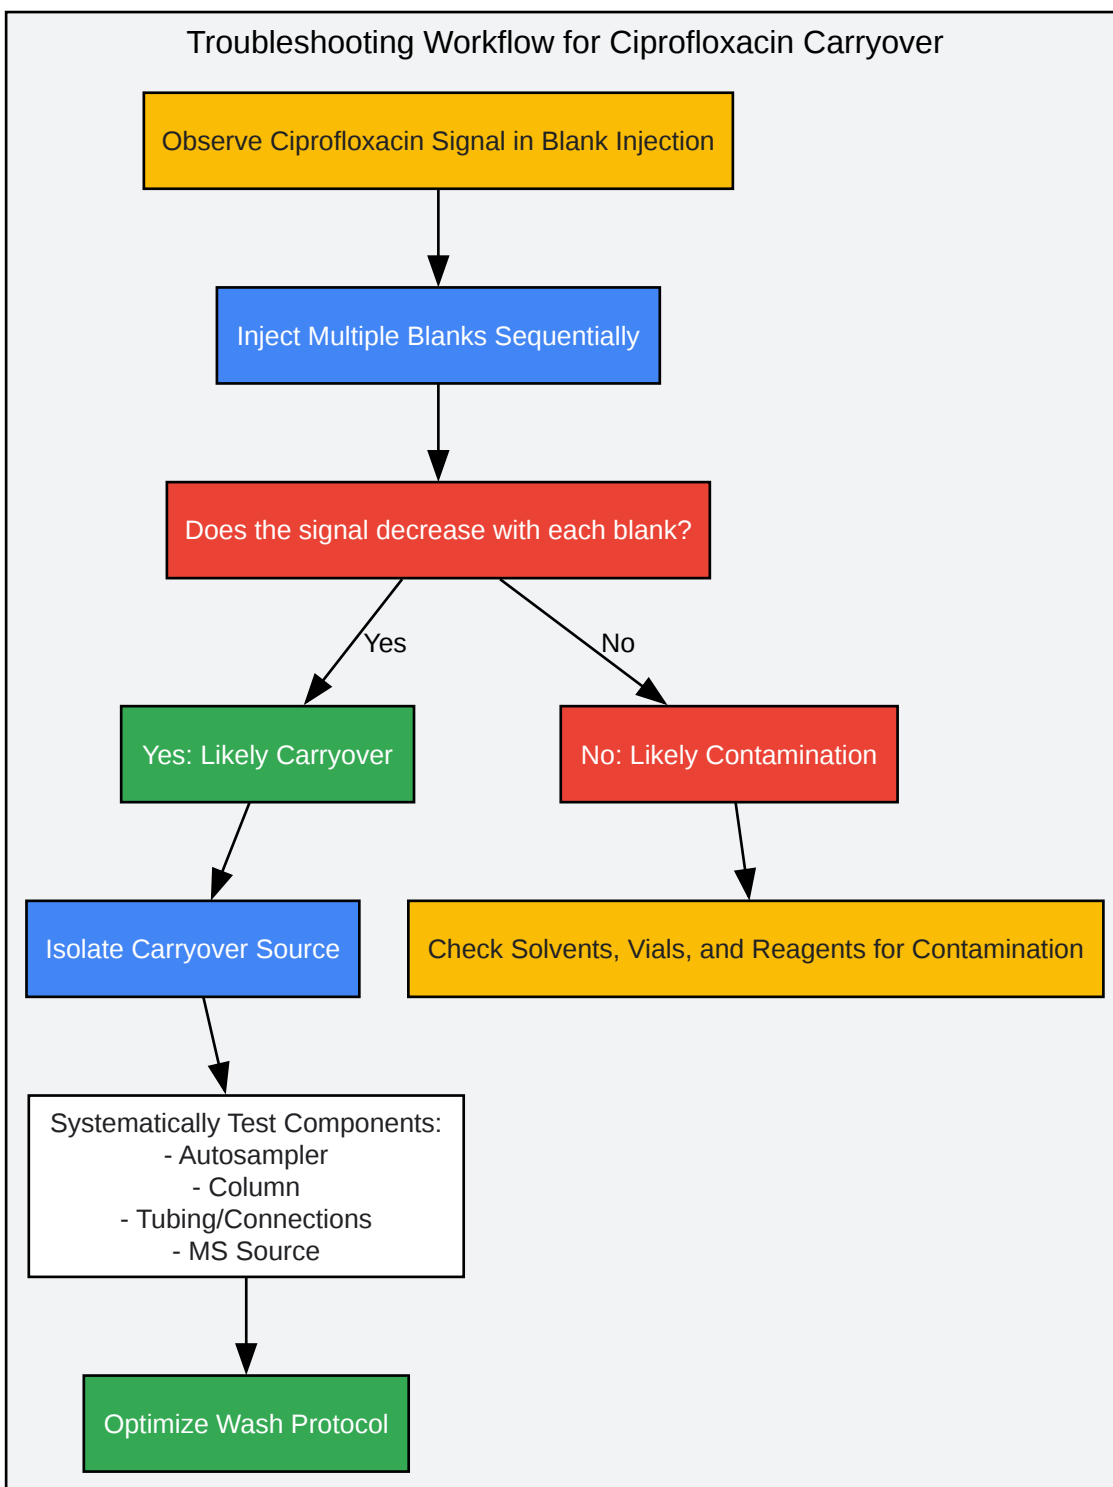 Troubleshooting Workflow for Ciprofloxacin Carryover
Observe Ciprofloxacin Signal in Blank Injection
Inject Multiple Blanks Sequentially
Does the signal decrease with each blank?
Yes
No
Yes: Likely Carryover
No: Likely Contamination
Isolate Carryover Source
Check Solvents, Vials, and Reagents for Contamination
Systematically Test Components:
- Autosampler
- Column
- Tubing/Connections
- MS Source
Optimize Wash Protocol